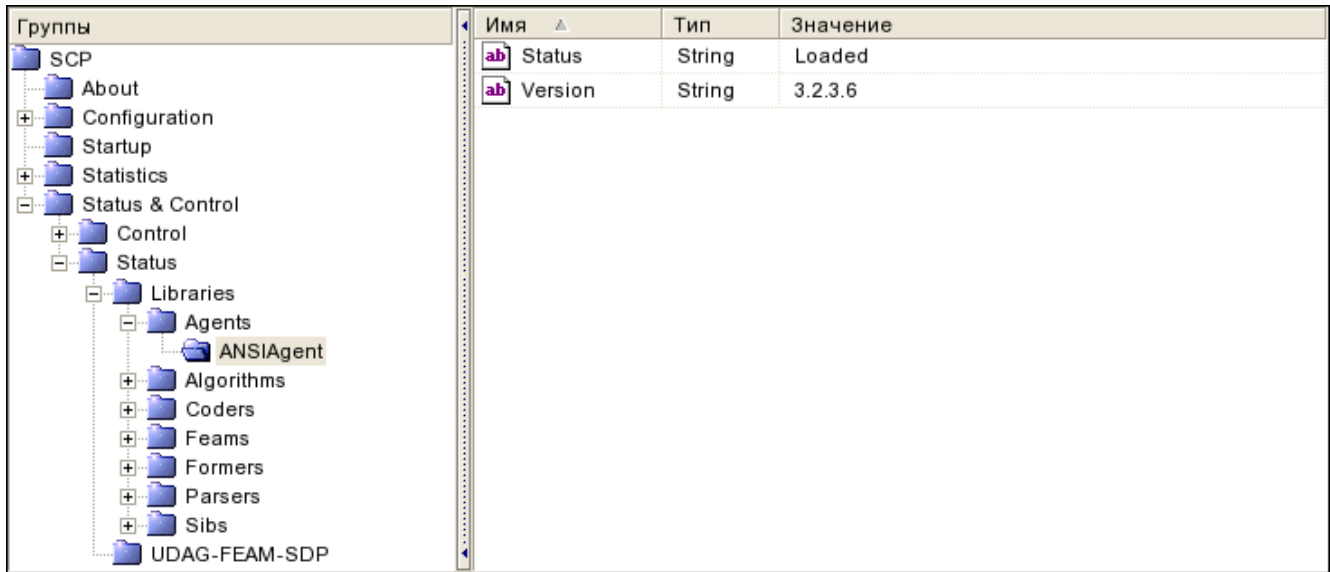 Группы
SCP
About
Configuration
Startup
Statistics
Status & Control
Control
Status
Libraries
Agents
ANSIAgent
Algorithms
Coders
Feams
Formers
Parsers
Sibs
UDAG-FEAM-SDP
Имя Тип Значение
ab Status String Loaded
ab Version String 3.2.3.6